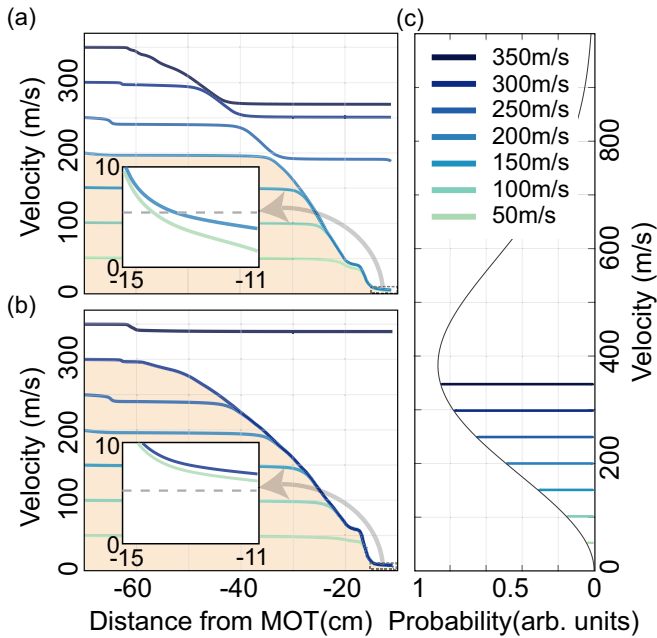 (a)
300
200
100
0
Velocity (m/s)
10
0
-15
-11
(b)
300
200
100
0
Velocity (m/s)
10
0
-15
-11
-60
-40
-20
Distance from MOT(cm)
(c)
350m/s
300m/s
250m/s
200m/s
150m/s
100m/s
50m/s
800
600
400
200
0
Velocity (m/s)
1
0.5
0
Probability(arb. units)